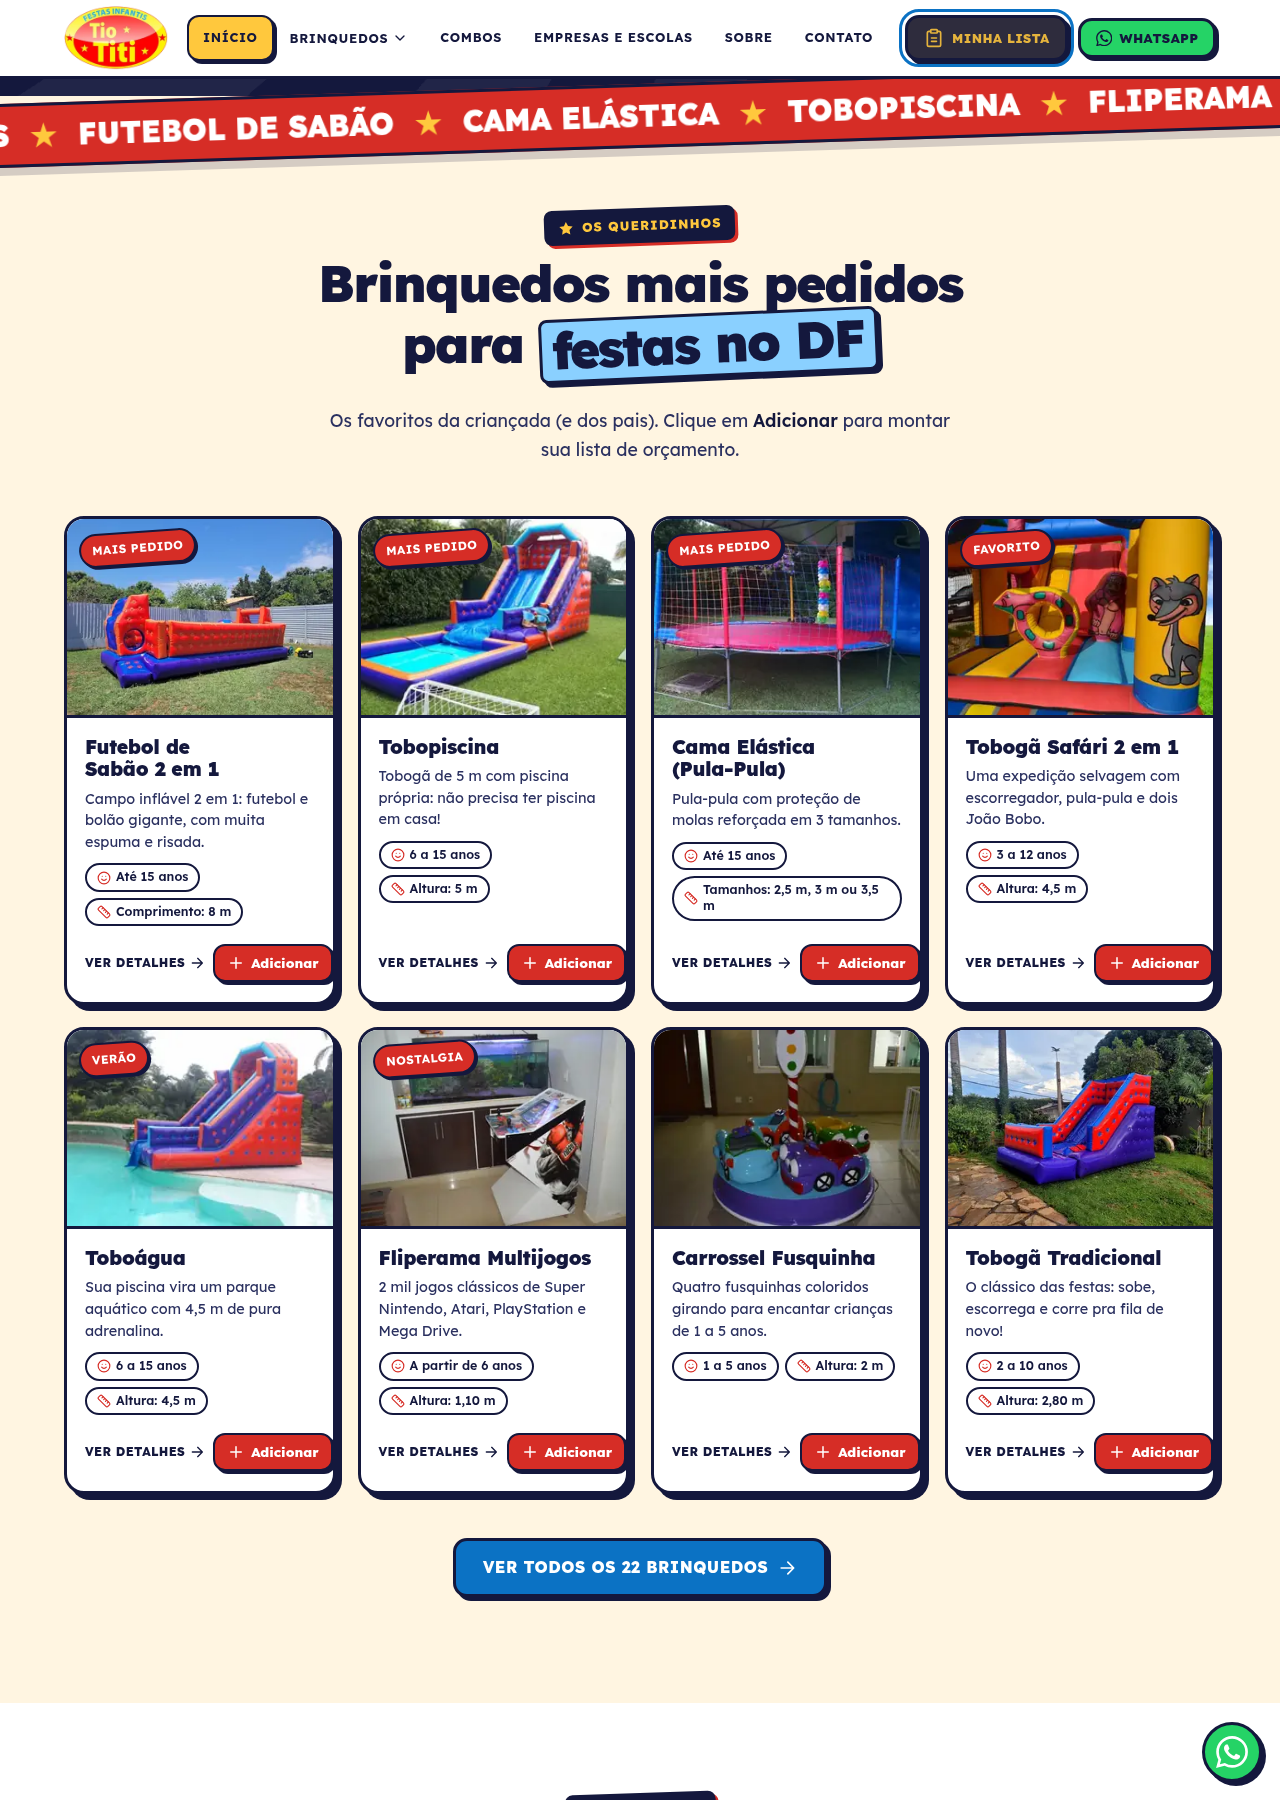 FESTAS INFANTIS
Tio
Titi
INÍCIO
BRINQUEDOS
COMBOS
EMPRESAS E ESCOLAS
SOBRE
CONTATO
MINHA LISTA
WHATSAPP
S ★ FUTEBOL DE SABÃO ★ CAMA ELÁSTICA ★ TOBOPISCINA ★ FLIPERAMA
OS QUERIDINHOS
Brinquedos mais pedidos
para festas no DF
Os favoritos da criançada (e dos pais). Clique em Adicionar para montar
sua lista de orçamento.
MAIS PEDIDO
Futebol de
Sabão 2 em 1
Campo inflável 2 em 1: futebol e
bolão gigante, com muita
espuma e risada.
Até 15 anos
Comprimento: 8 m
VER DETALHES
Adicionar
MAIS PEDIDO
Tobopiscina
Tobogã de 5 m com piscina
própria: não precisa ter piscina
em casa!
6 a 15 anos
Altura: 5 m
VER DETALHES
Adicionar
MAIS PEDIDO
Cama Elástica
(Pula-Pula)
Pula-pula com proteção de
molas reforçada em 3 tamanhos.
Até 15 anos
Tamanhos: 2,5 m, 3 m ou 3,5
m
VER DETALHES
Adicionar
FAVORITO
Tobogã Safári 2 em 1
Uma expedição selvagem com
escorregador, pula-pula e dois
João Bobo.
3 a 12 anos
Altura: 4,5 m
VER DETALHES
Adicionar
VERÃO
Toboágua
Sua piscina vira um parque
aquático com 4,5 m de pura
adrenalina.
6 a 15 anos
Altura: 4,5 m
VER DETALHES
Adicionar
NOSTALGIA
Fliperama Multijogos
2 mil jogos clássicos de Super
Nintendo, Atari, PlayStation e
Mega Drive.
A partir de 6 anos
Altura: 1,10 m
VER DETALHES
Adicionar
Carrossel Fusquinha
Quatro fusquinhas coloridos
girando para encantar crianças
de 1 a 5 anos.
1 a 5 anos
Altura: 2 m
VER DETALHES
Adicionar
Tobogã Tradicional
O clássico das festas: sobe,
escorrega e corre pra fila de
novo!
2 a 10 anos
Altura: 2,80 m
VER DETALHES
Adicionar
VER TODOS OS 22 BRINQUEDOS